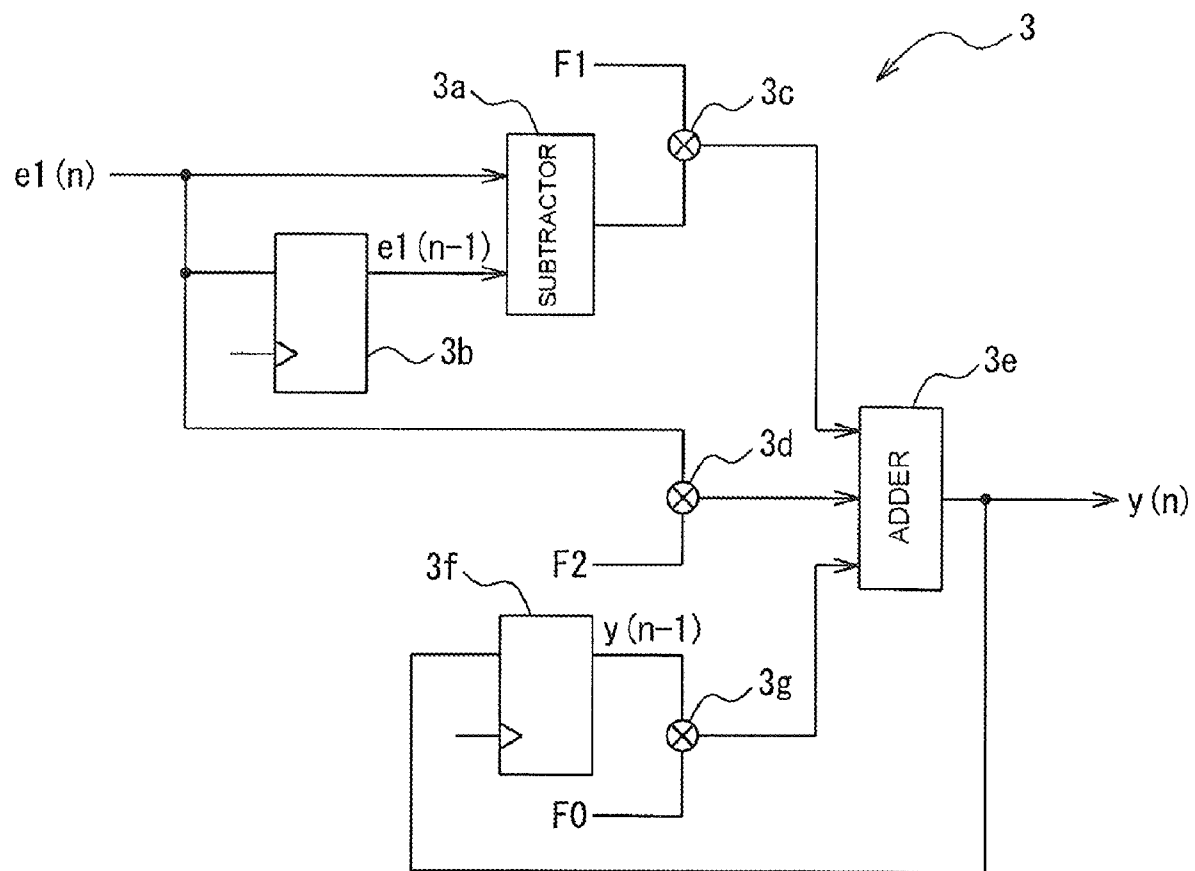 3
F1
3a
3c
SUBTRACTOR
e1(n)
e1(n-1)
3b
3e
3d
ADDER
y(n)
F2
3f
y(n-1)
3g
F0